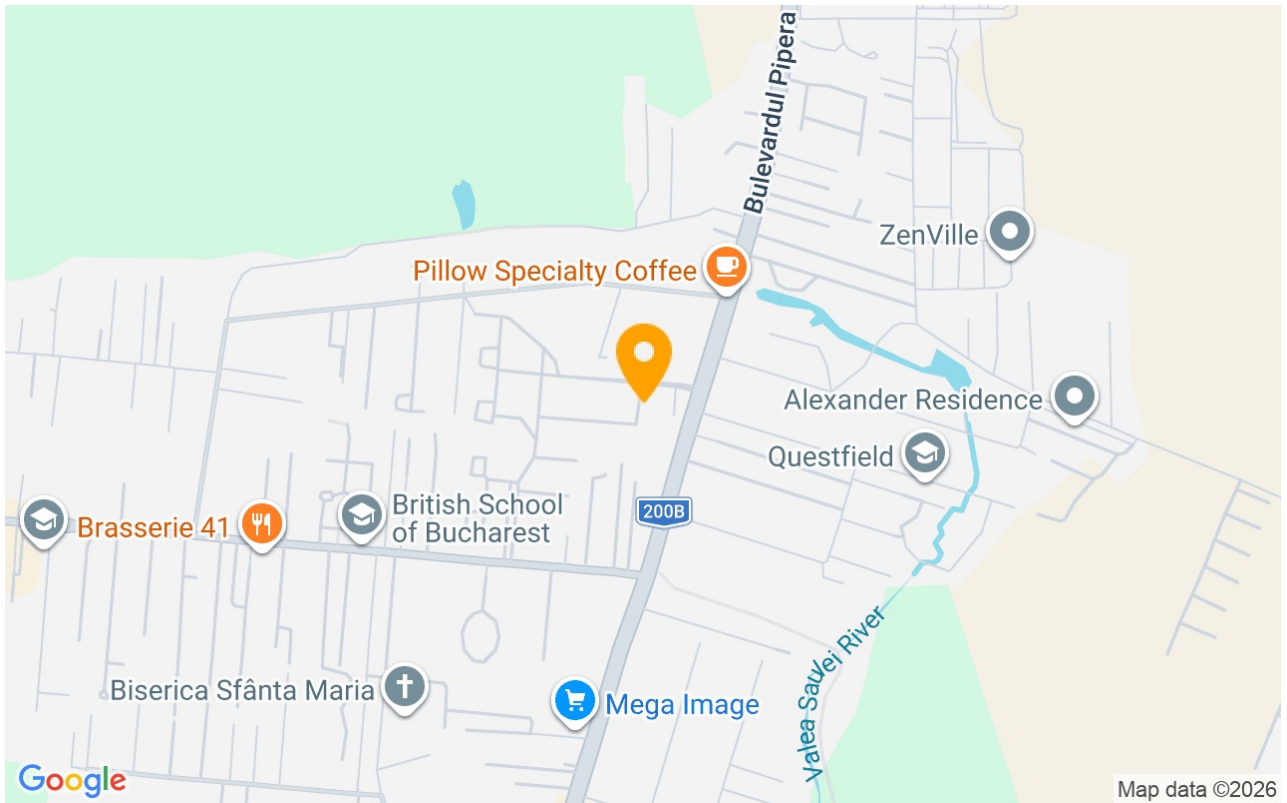 Bulevardul Pipera
ZenVille
Pillow Specialty Coffee
Alexander Residence
Questfield
British School
of Bucharest
200B
Brasserie 41
Valea Saulei River
Biserica Sfânta Maria
Mega Image
Google
Map data ©2026